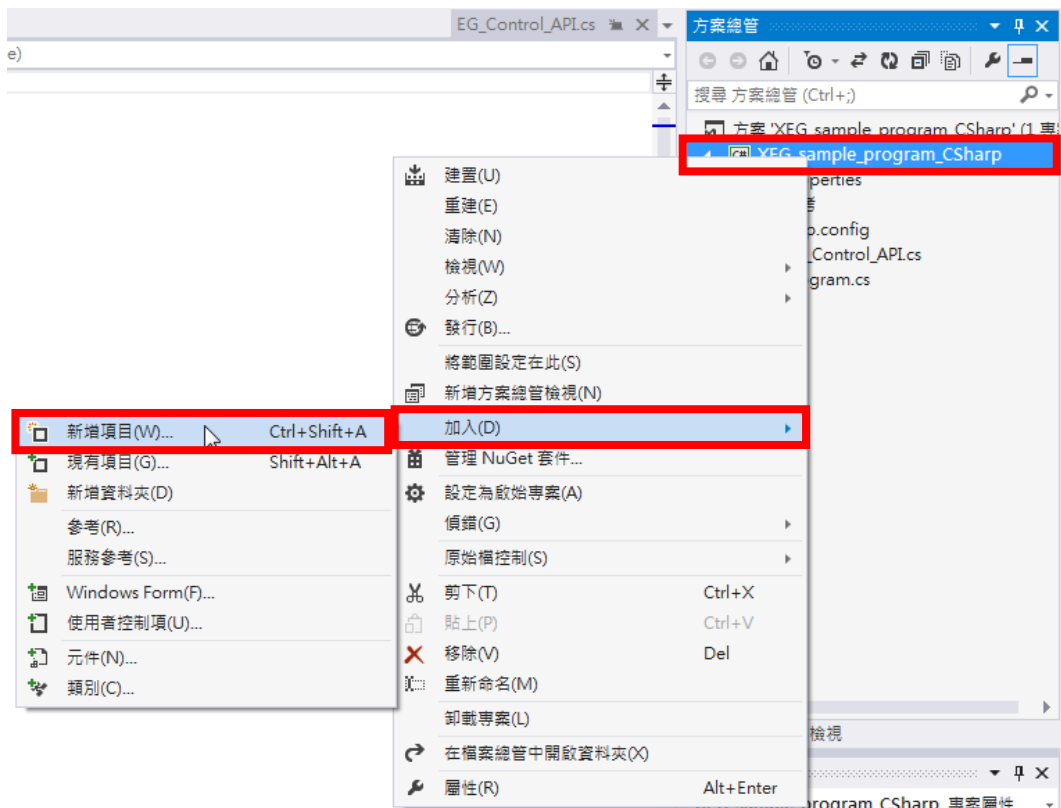 EG_Control_API.cs
e)
方案總管
搜尋 方案總管 (Ctrl+;)
方案 'XEG_sample_program_CSharp' (1 專
C# XEG_sample_program_CSharp
perties
p.config
_Control_API.cs
gram.cs
建置(U)
重建(E)
清除(N)
檢視(W)
分析(Z)
發行(B)...
將範圍設定在此(S)
新增方案總管檢視(N)
加入(D)
管理 NuGet 套件...
設定為啟始專案(A)
偵錯(G)
原始檔控制(S)
剪下(T) Ctrl+X
貼上(P) Ctrl+V
移除(V) Del
重新命名(M)
卸載專案(L)
在檔案總管中開啟資料夾(X)
屬性(R) Alt+Enter
新增項目(W)... Ctrl+Shift+A
現有項目(G)... Shift+Alt+A
新增資料夾(D)
參考(R)...
服務參考(S)...
Windows Form(F)...
使用者控制項(U)...
元件(N)...
類別(C)...
檢視
program_CSharp 專案屬性